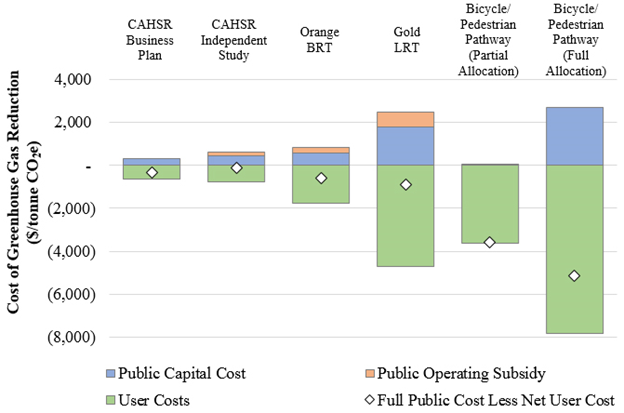 CAHSR
Business
Plan
CAHSR
Independent
Study
Orange
BRT
Gold
LRT
Bicycle/
Pedestrian
Pathway
(Partial
Allocation)
Bicycle/
Pedestrian
Pathway
(Full
Allocation)
Cost of Greenhouse Gas Reduction
($/tonne CO₂e)
4,000
2,000
-
(2,000)
(4,000)
(6,000)
(8,000)
Public Capital Cost
Public Operating Subsidy
User Costs
Full Public Cost Less Net User Cost